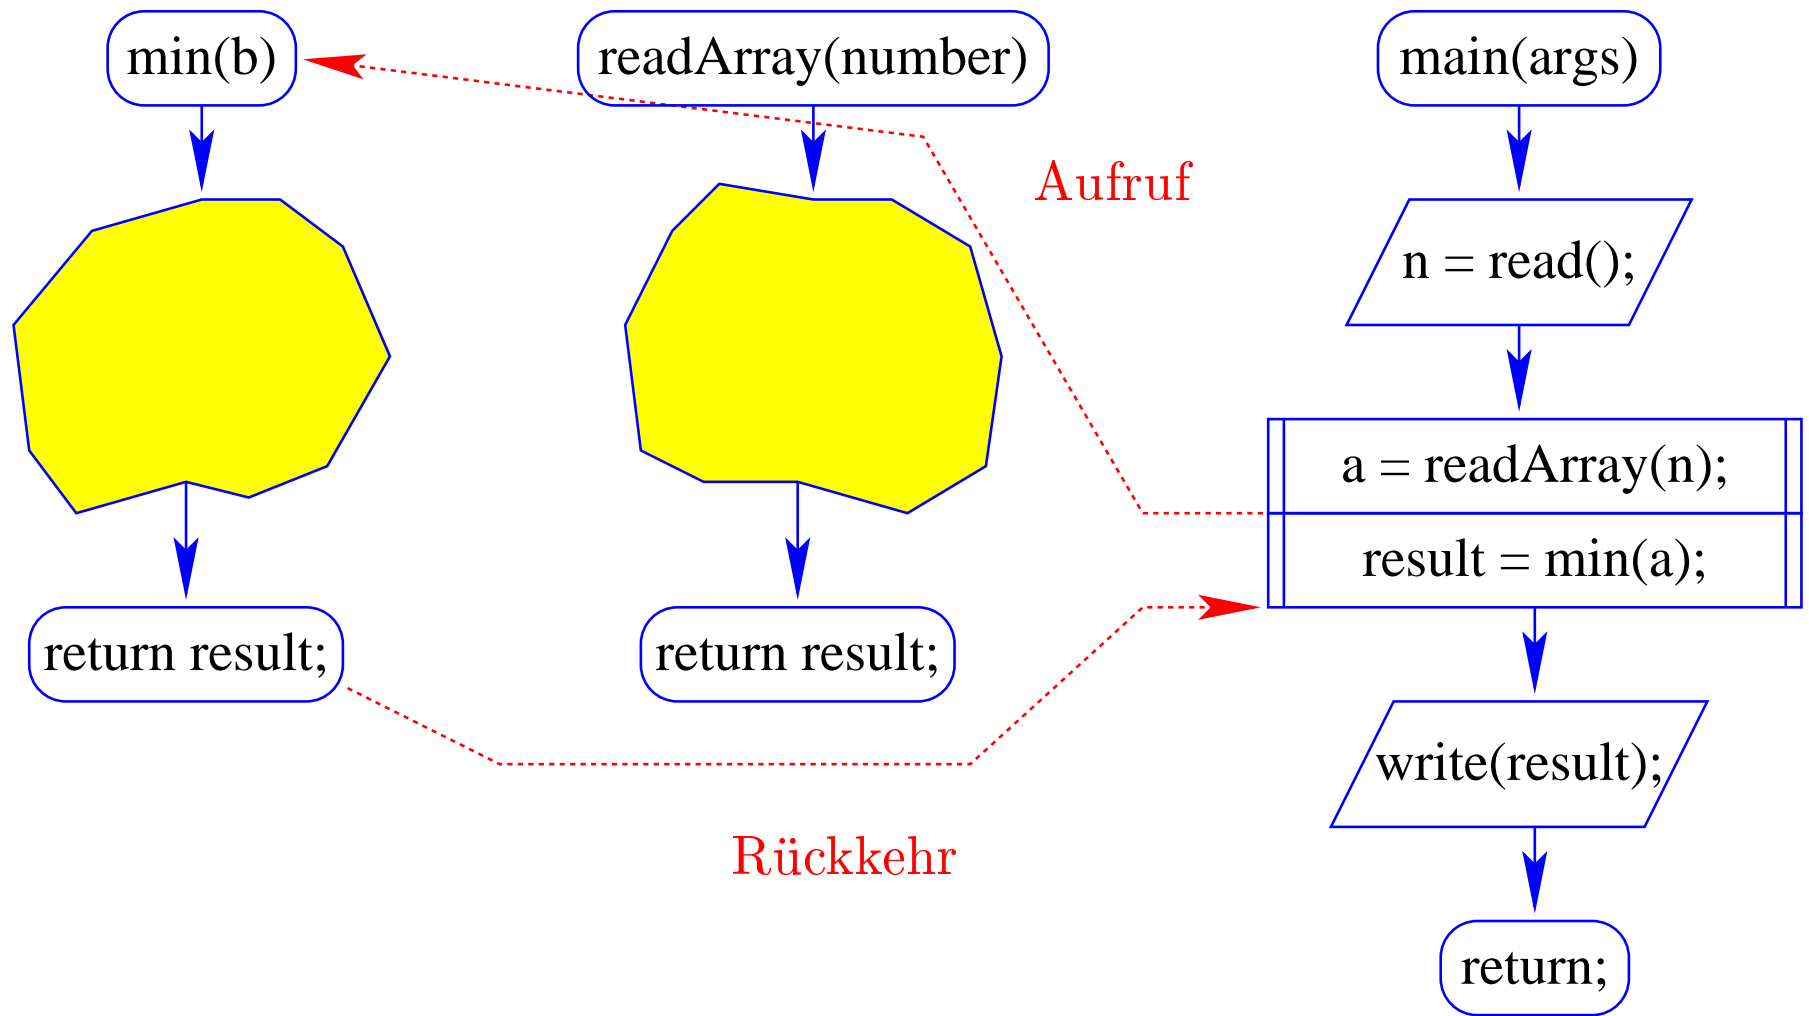 min(b)
readArray(number)
main(args)
Aufruf
n = read();
a = readArray(n);
result = min(a);
return result;
return result;
write(result);
Rückkehr
return;